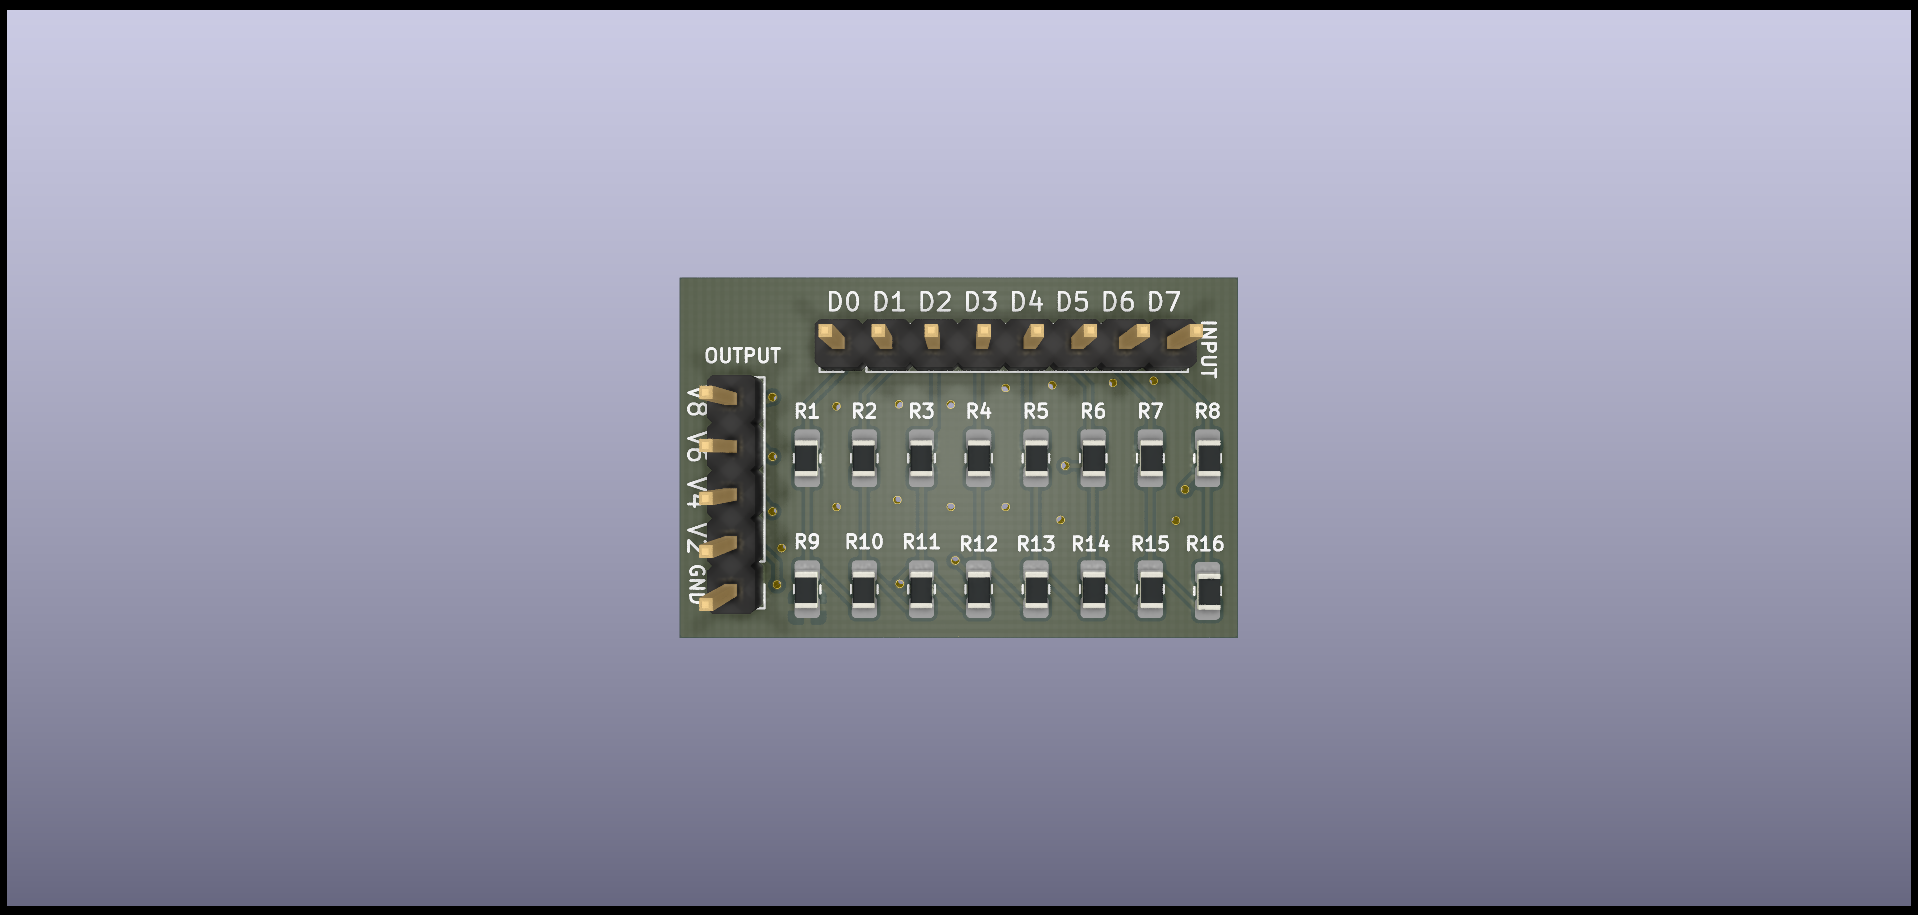 D0 D1 D2 D3 D4 D5 D6 D7
INPUT
OUTPUT
V8
V6
V4
V2
GND
R1 R2 R3 R4 R5 R6 R7 R8
R9 R10 R11 R12 R13 R14 R15 R16